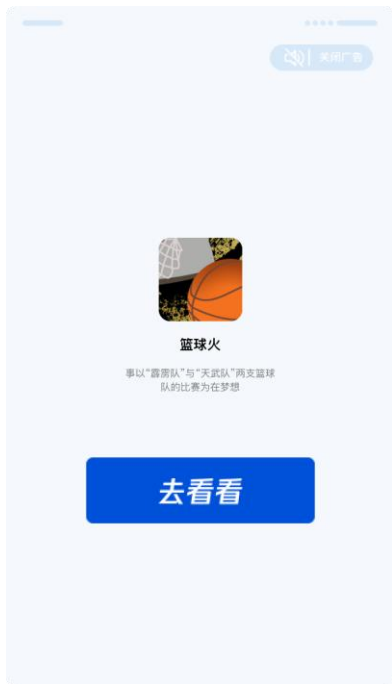 关闭广告
篮球火
事以“霹雳队”与“天武队”两支篮球
队的比赛为在梦想
去看看